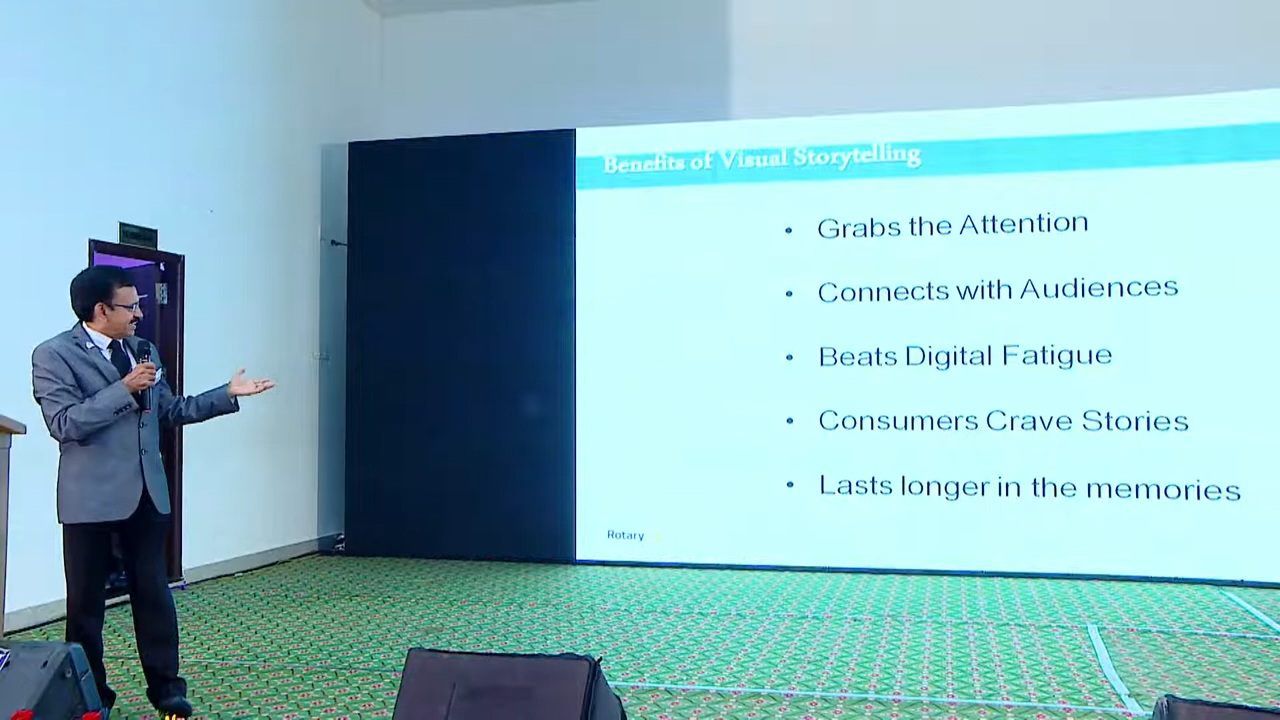 Benefits of Visual Storytelling
• Grabs the Attention
• Connects with Audiences
• Beats Digital Fatigue
• Consumers Crave Stories
• Lasts longer in the memories
Rotary